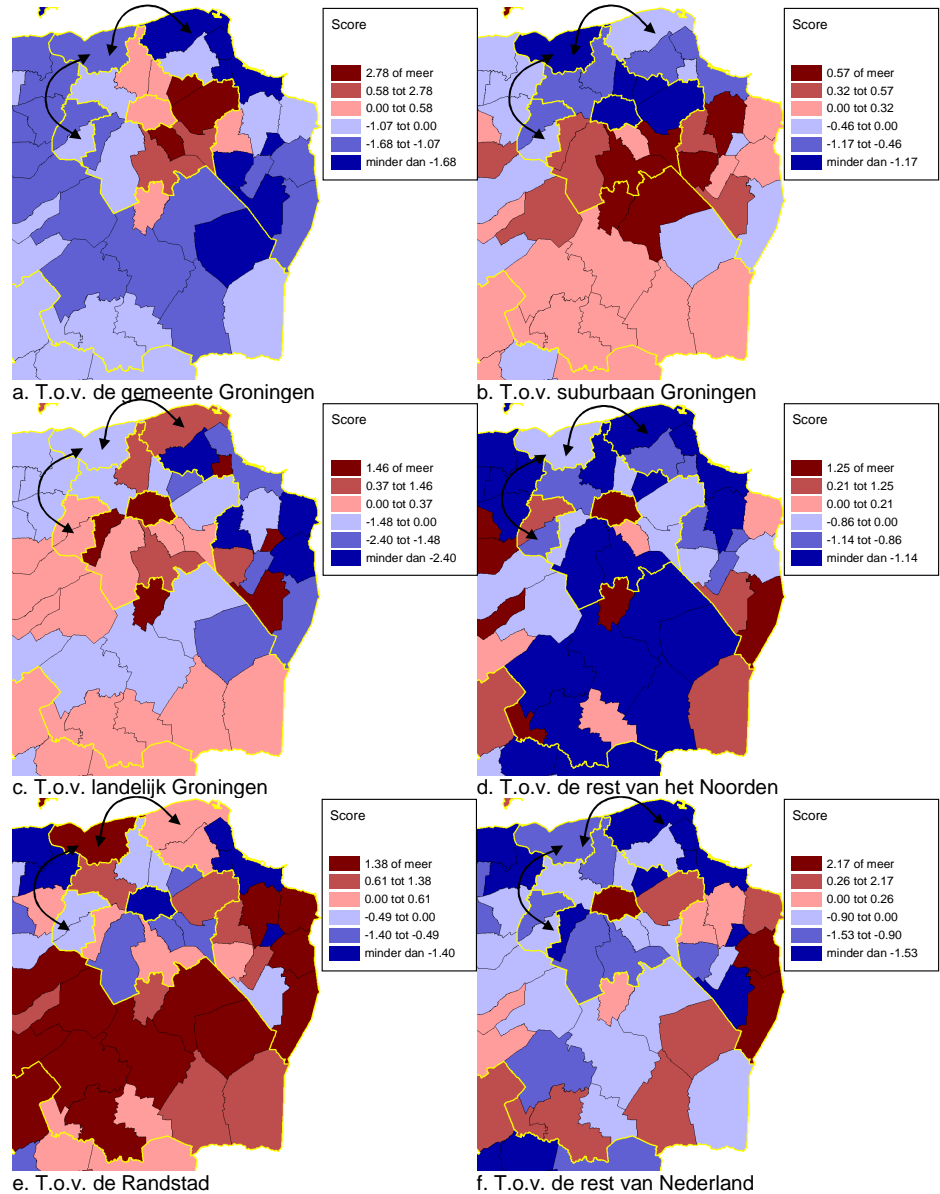 Score
2.78 of meer
0.58 tot 2.78
0.00 tot 0.58
-1.07 tot 0.00
-1.68 tot -1.07
minder dan -1.68
a. T.o.v. de gemeente Groningen
Score
0.57 of meer
0.32 tot 0.57
0.00 tot 0.32
-0.46 tot 0.00
-1.17 tot -0.46
minder dan -1.17
b. T.o.v. suburbaan Groningen
Score
1.46 of meer
0.37 tot 1.46
0.00 tot 0.37
-1.48 tot 0.00
-2.40 tot -1.48
minder dan -2.40
c. T.o.v. landelijk Groningen
Score
1.25 of meer
0.21 tot 1.25
0.00 tot 0.21
-0.86 tot 0.00
-1.14 tot -0.86
minder dan -1.14
d. T.o.v. de rest van het Noorden
Score
1.38 of meer
0.61 tot 1.38
0.00 tot 0.61
-0.49 tot 0.00
-1.40 tot -0.49
minder dan -1.40
e. T.o.v. de Randstad
Score
2.17 of meer
0.26 tot 2.17
0.00 tot 0.26
-0.90 tot 0.00
-1.53 tot -0.90
minder dan -1.53
f. T.o.v. de rest van Nederland